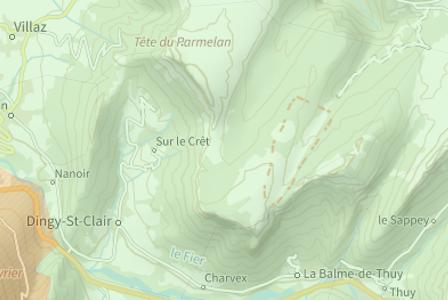 Villaz
Tête du Parmelan
n
Sur le Crêt
Nanoir
Dingy-St-Clair
le Sappey
le Fier
La Balme-de-Thuy
Charvex
Thuy
vrier